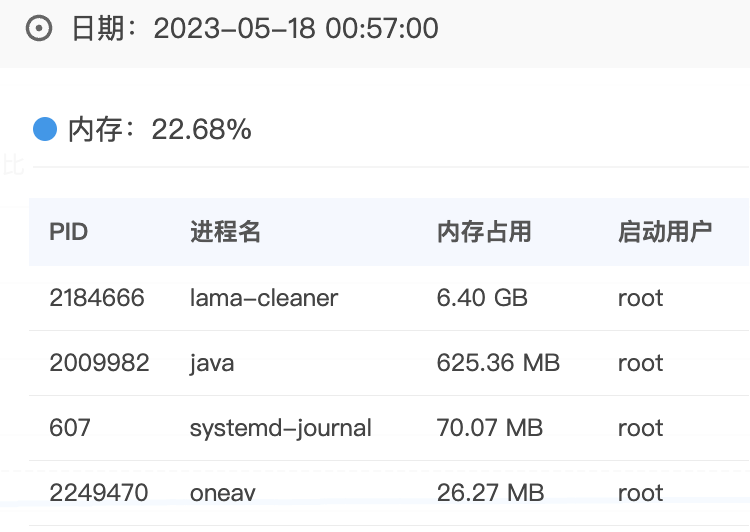 日期：2023-05-18 00:57:00
内存：22.68%
比
PID 进程名 内存占用 启动用户
2184666 lama-cleaner 6.40 GB root
2009982 java 625.36 MB root
607 systemd-journal 70.07 MB root
2249470 oneav 26.27 MB root